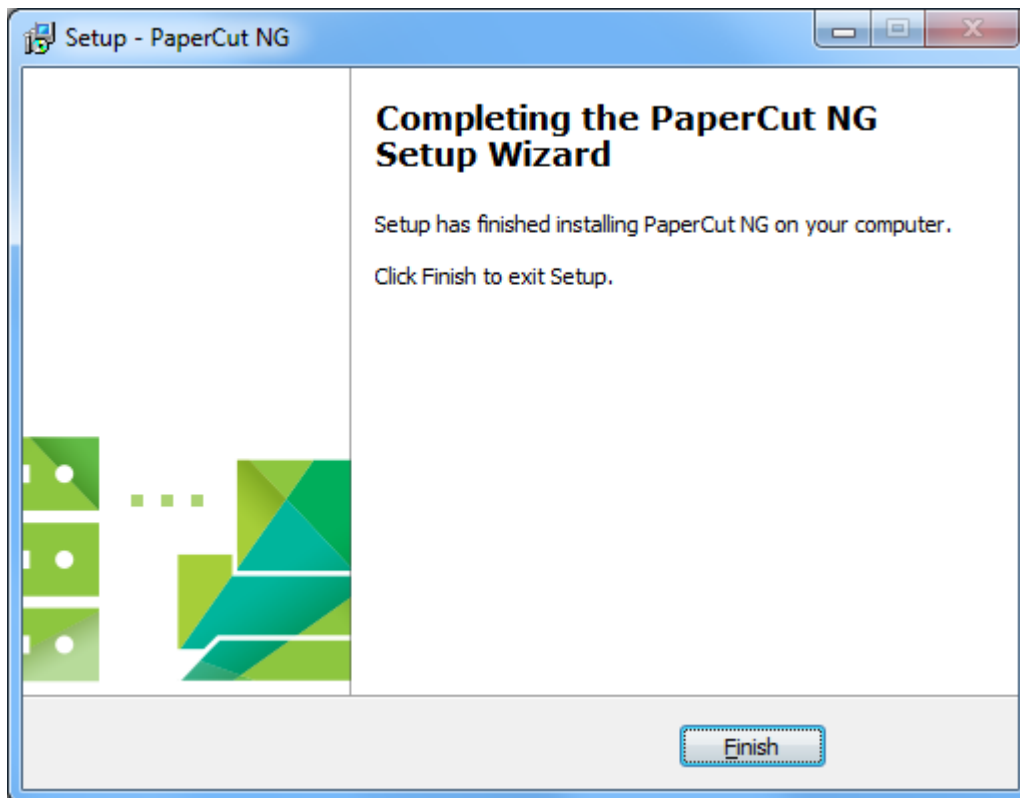 Setup - PaperCut NG
Completing the PaperCut NG
Setup Wizard
Setup has finished installing PaperCut NG on your computer.
Click Finish to exit Setup.
Finish